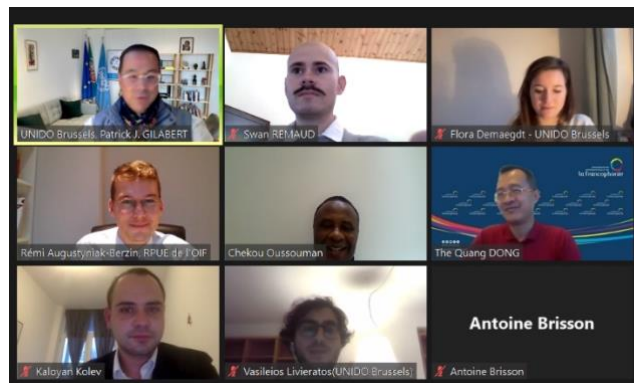 UNIDO Brussels, Patrick J. GILABERT
Swan REMAUD
Flora Demaegdt - UNIDO Brussels
la francophonie
Rémi Augustyniak-Berzin, RPUE de l'OIF
Chekou Oussouman
The Quang DONG
Kaloyan Kolev
Vasileios Livieratos(UNIDO Brussels)
Antoine Brisson
Antoine Brisson